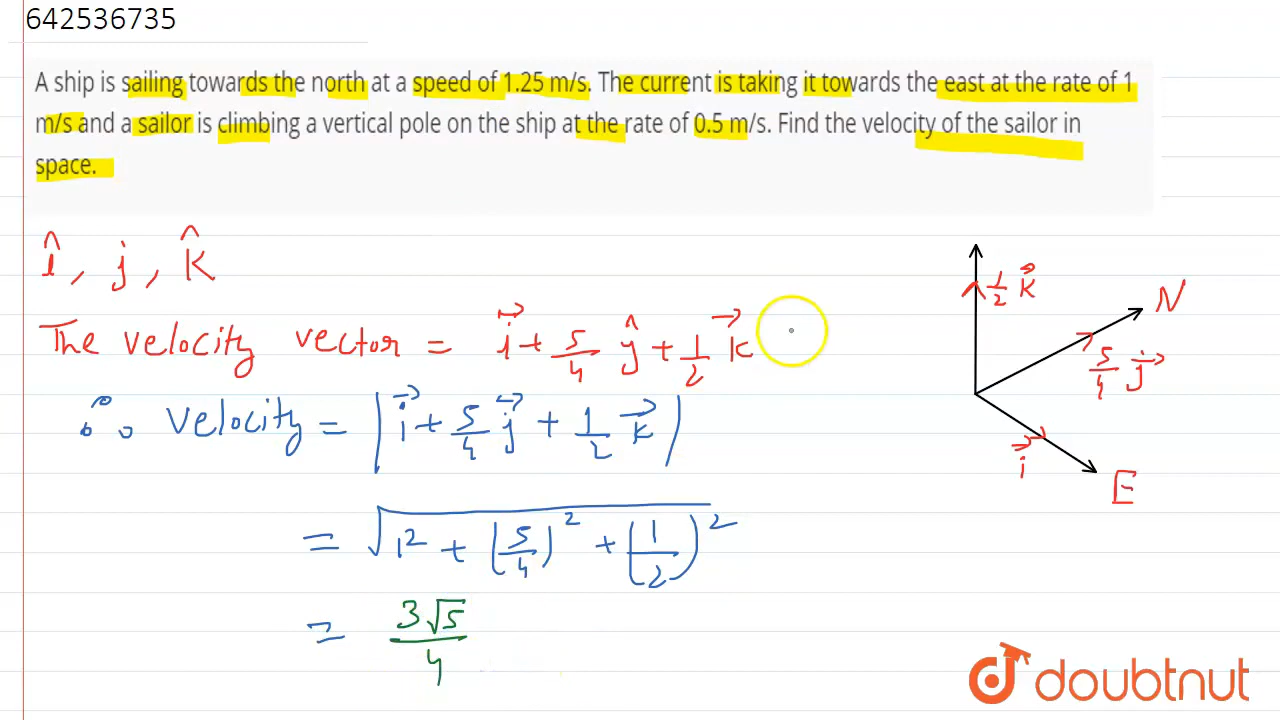 642536735
A ship is sailing towards the north at a speed of 1.25 m/s. The current is taking it towards the east at the rate of 1
m/s and a sailor is climbing a vertical pole on the ship at the rate of 0.5 m/s. Find the velocity of the sailor in
space.
î, j, k̂
The velocity vector = i⃗ + 5/4 ĵ + 1/2 k⃗
∴ velocity = |i⃗ + 5/4 j⃗ + 1/2 k⃗|
= √(1² + (5/4)² + (1/2)²)
= 3√5/4
1/2 k⃗
N
5/4 j⃗
i⃗
E
doubtnut